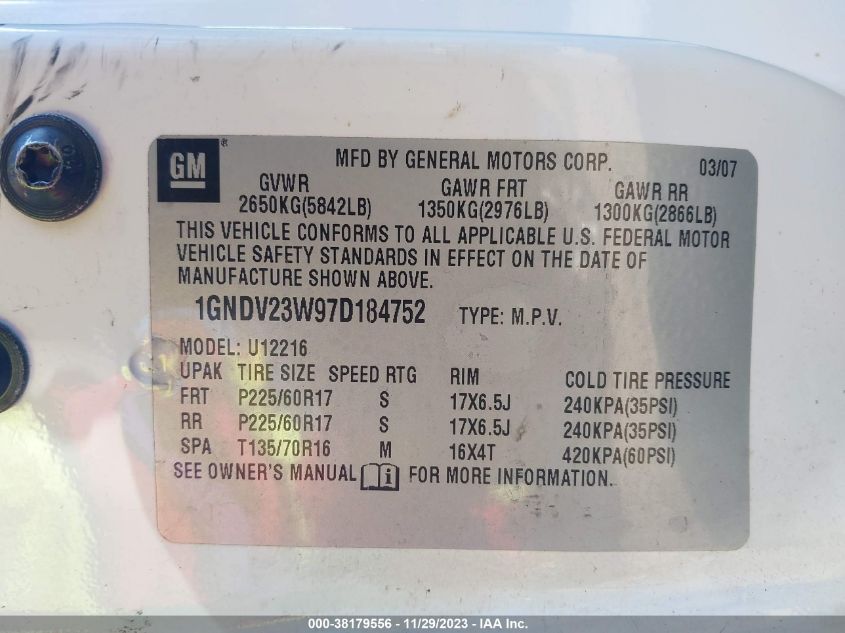 GM®
MFD BY GENERAL MOTORS CORP. 03/07
GVWR GAWR FRT GAWR RR
2650KG(5842LB) 1350KG(2976LB) 1300KG(2866LB)
THIS VEHICLE CONFORMS TO ALL APPLICABLE U.S. FEDERAL MOTOR
VEHICLE SAFETY STANDARDS IN EFFECT ON THE DATE OF
MANUFACTURE SHOWN ABOVE.
1GNDV23W97D184752 TYPE: M.P.V.
MODEL: U12216
UPAK TIRE SIZE SPEED RTG RIM COLD TIRE PRESSURE
FRT P225/60R17 S 17X6.5J 240KPA(35PSI)
RR P225/60R17 S 17X6.5J 240KPA(35PSI)
SPA T135/70R16 M 16X4T 420KPA(60PSI)
SEE OWNER'S MANUAL i FOR MORE INFORMATION.
000-38179556 - 11/29/2023 - IAA Inc.